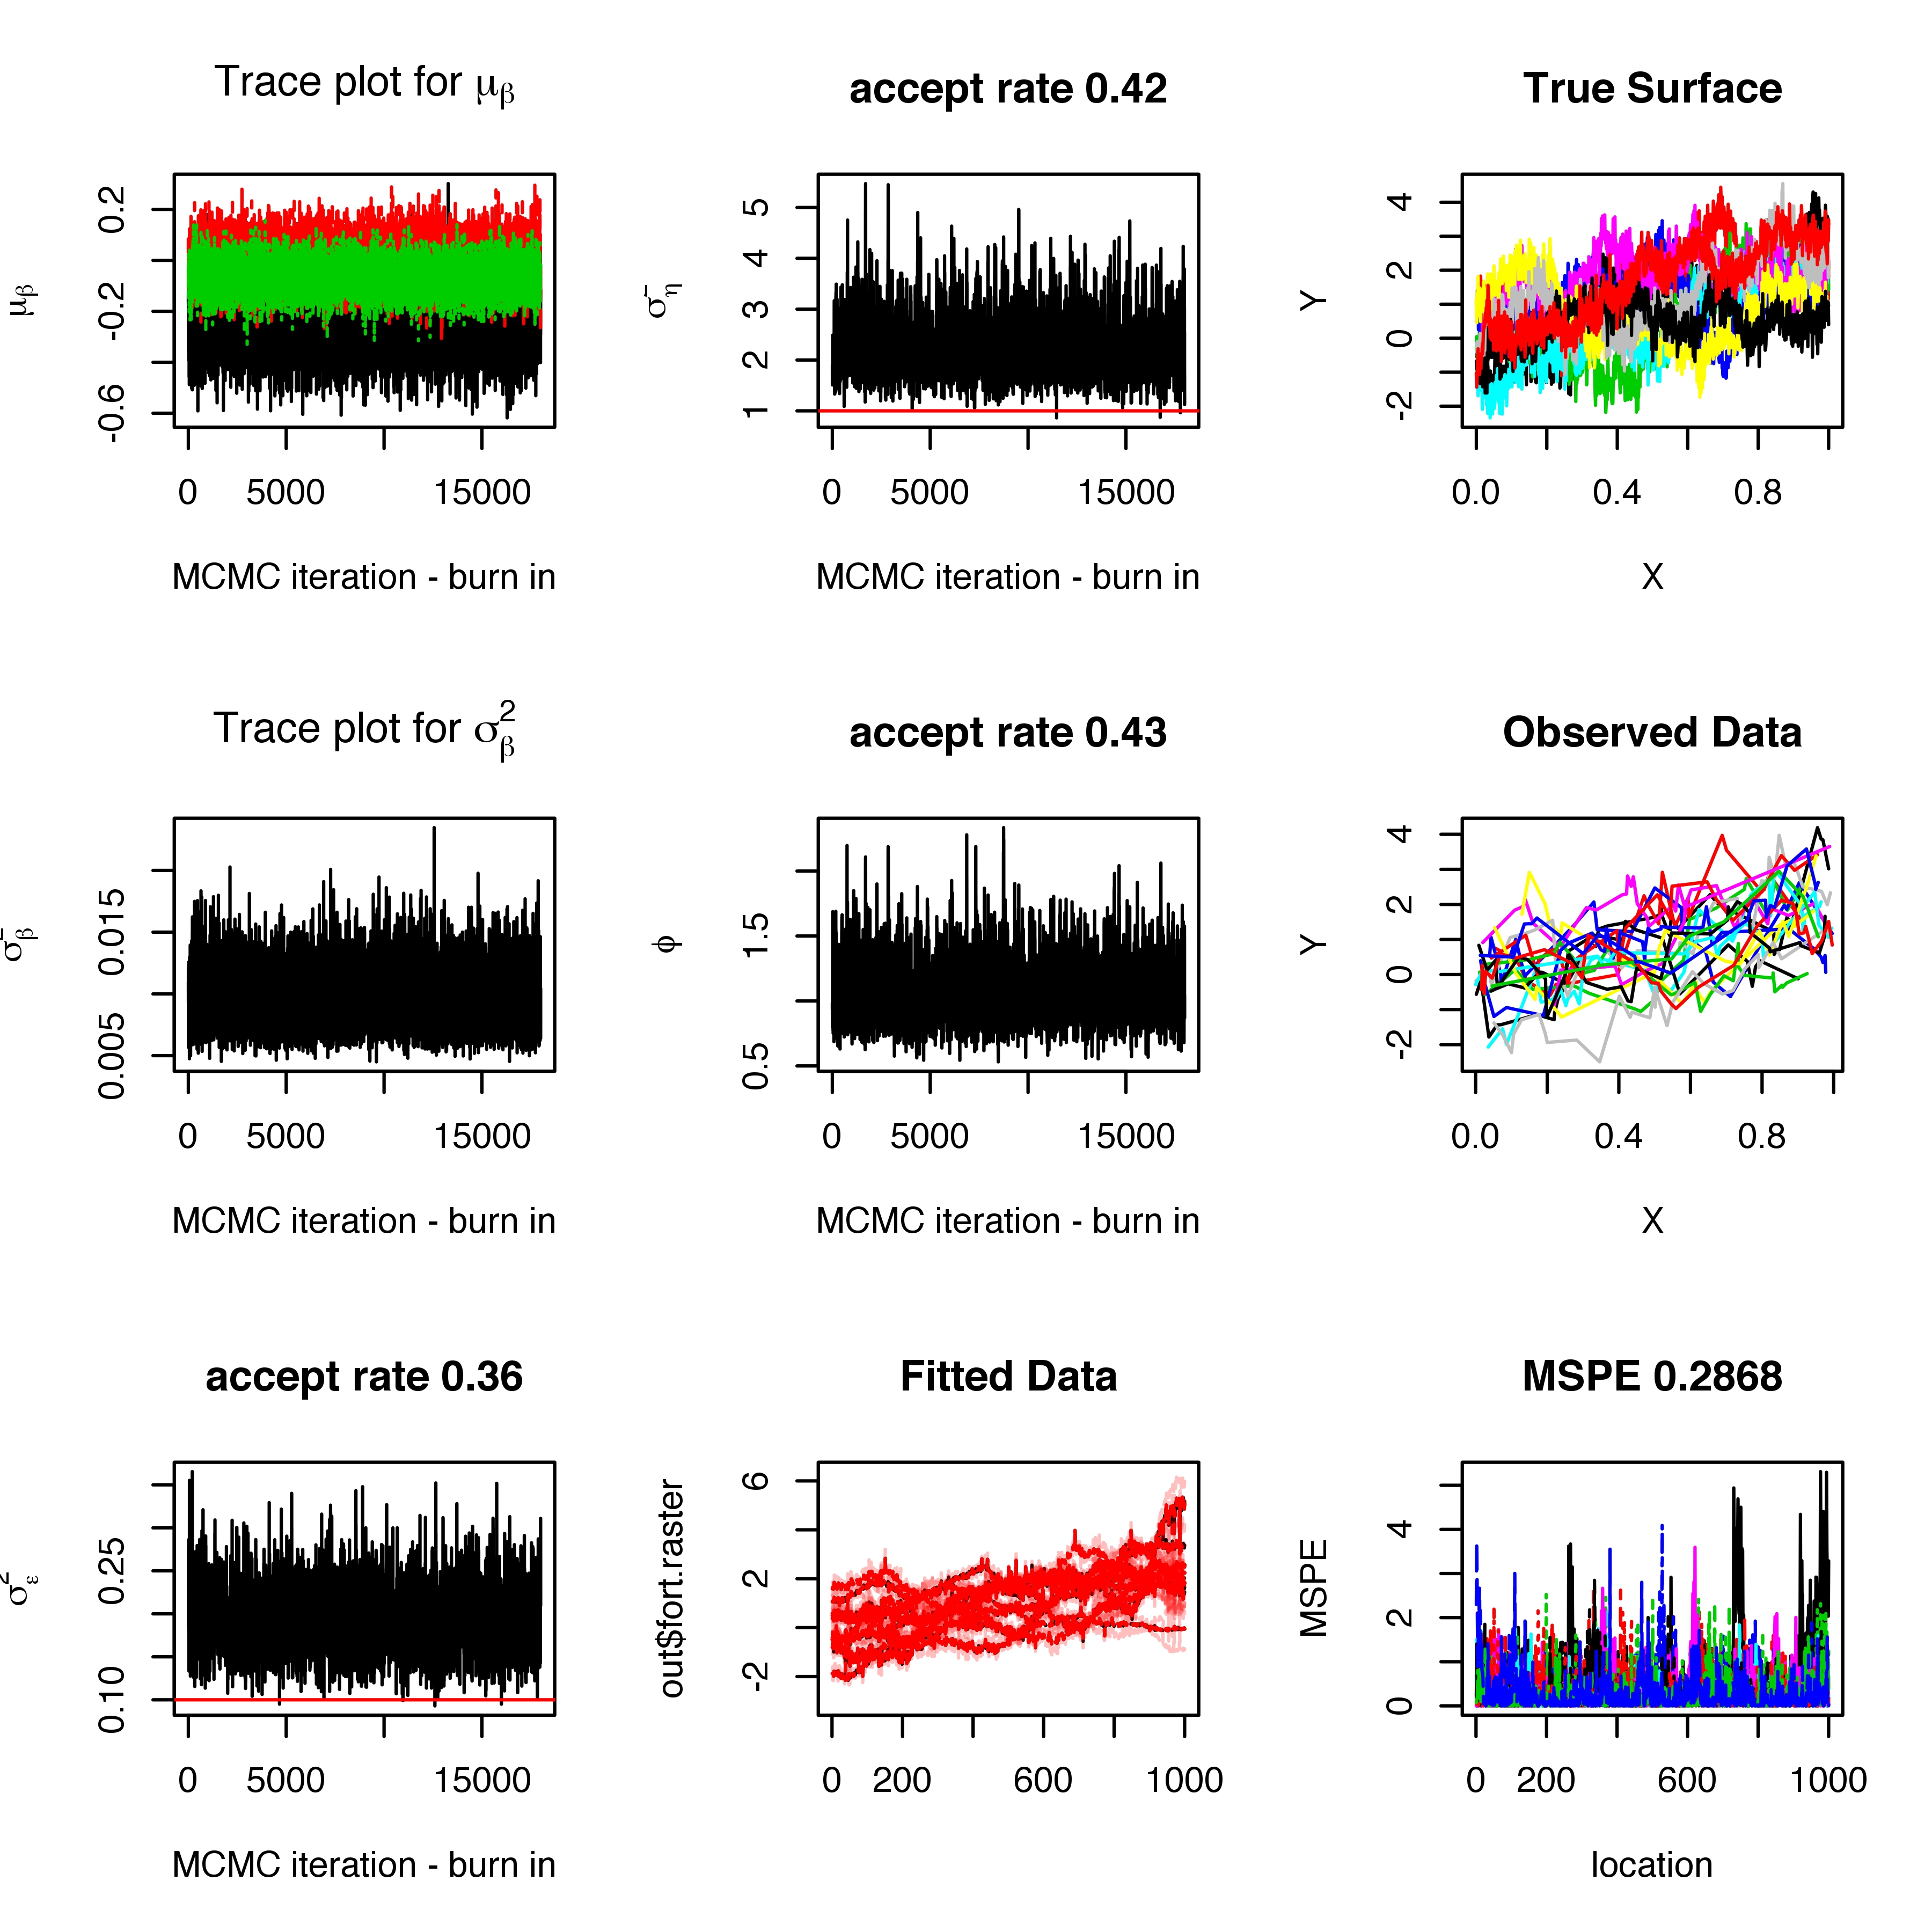 Trace plot for μβ
μβ
0.2
-0.2
-0.6
0 5000 15000
MCMC iteration - burn in
accept rate 0.42
ση
5
4
3
2
1
0 5000 15000
MCMC iteration - burn in
True Surface
Y
4
2
0
-2
0.0 0.4 0.8
X
Trace plot for σβ2
σβ
0.015
0.005
0 5000 15000
MCMC iteration - burn in
accept rate 0.43
ϕ
1.5
0.5
0 5000 15000
MCMC iteration - burn in
Observed Data
Y
4
2
0
-2
0.0 0.4 0.8
X
accept rate 0.36
σε2
0.25
0.10
0 5000 15000
MCMC iteration - burn in
Fitted Data
out$fort.raster
6
2
-2
0 200 600 1000
MSPE 0.2868
MSPE
4
2
0
0 200 600 1000
location